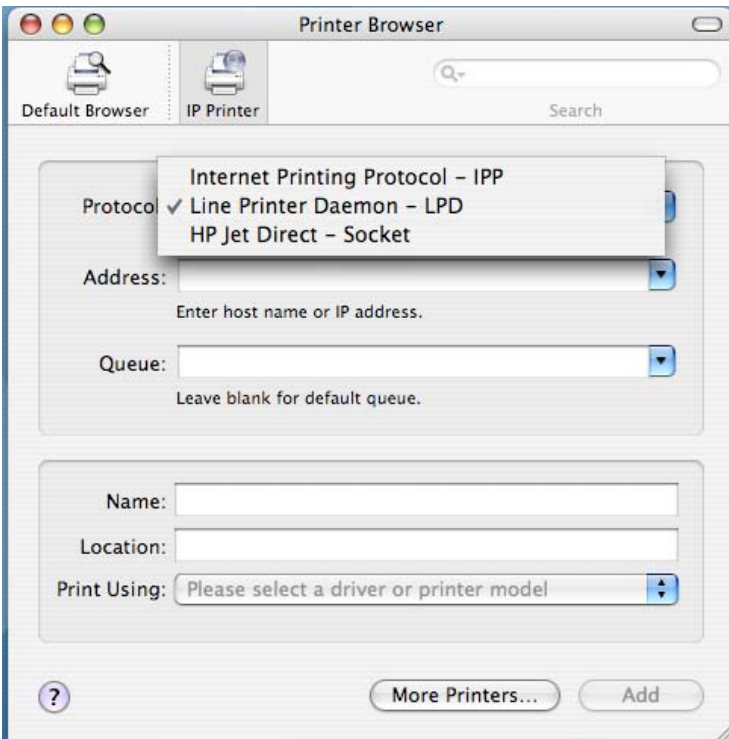 Printer Browser
Default Browser
IP Printer
Search
Internet Printing Protocol – IPP
Protocol ✓ Line Printer Daemon – LPD
HP Jet Direct – Socket
Address:
Enter host name or IP address.
Queue:
Leave blank for default queue.
Name:
Location:
Print Using: Please select a driver or printer model
? More Printers... Add